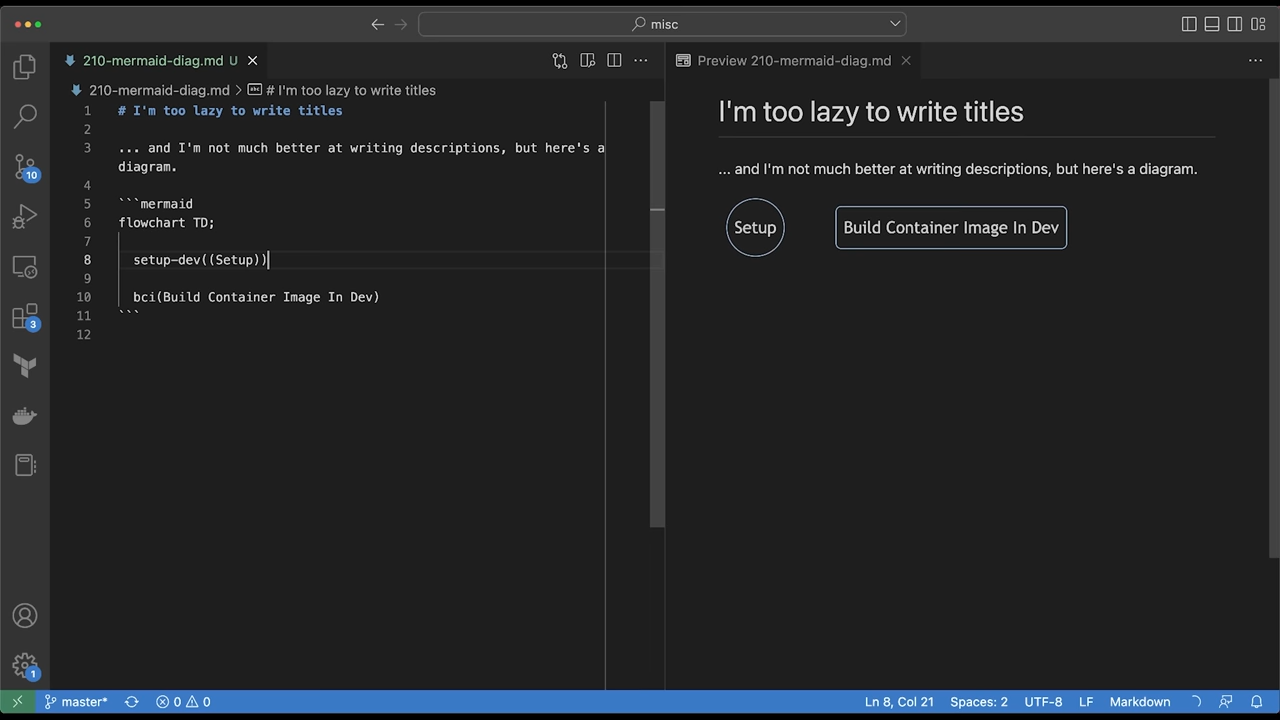 misc
210-mermaid-diag.md U
Preview 210-mermaid-diag.md
210-mermaid-diag.md > # I'm too lazy to write titles
1 # I'm too lazy to write titles
2
3 ... and I'm not much better at writing descriptions, but here's a
diagram.
4
5 ```mermaid
6 flowchart TD;
7
8 setup-dev((Setup))
9
10 bci(Build Container Image In Dev)
11 ```
12
I'm too lazy to write titles
... and I'm not much better at writing descriptions, but here's a diagram.
Setup
Build Container Image In Dev
10
3
1
master*
0 0
Ln 8, Col 21
Spaces: 2
UTF-8
LF
Markdown